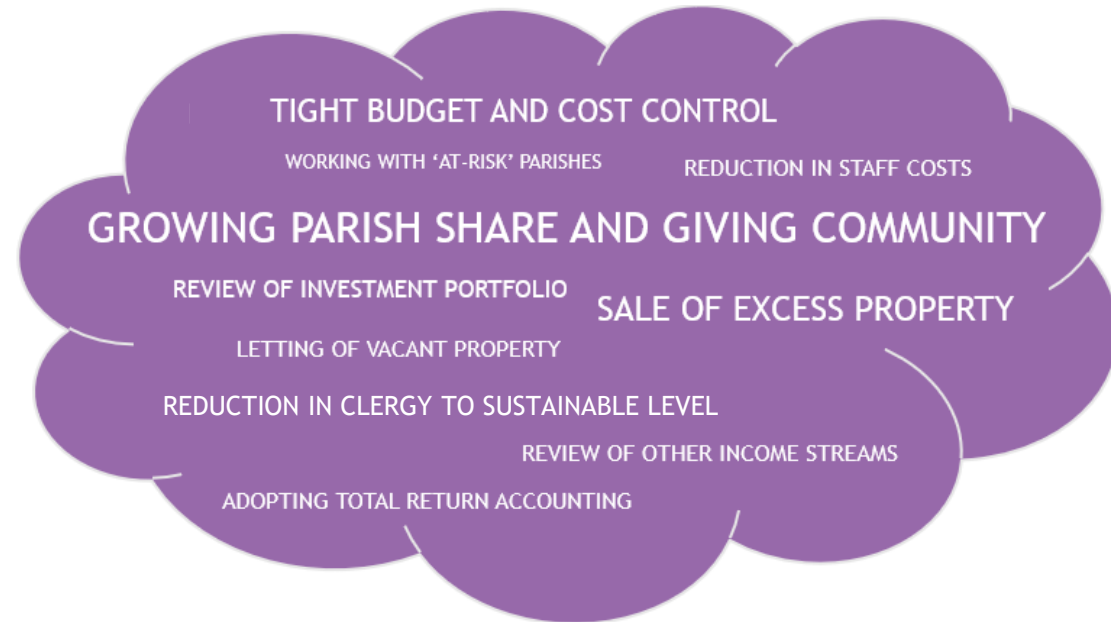 TIGHT BUDGET AND COST CONTROL
WORKING WITH ‘AT-RISK’ PARISHES
REDUCTION IN STAFF COSTS
GROWING PARISH SHARE AND GIVING COMMUNITY
REVIEW OF INVESTMENT PORTFOLIO
SALE OF EXCESS PROPERTY
LETTING OF VACANT PROPERTY
REDUCTION IN CLERGY TO SUSTAINABLE LEVEL
REVIEW OF OTHER INCOME STREAMS
ADOPTING TOTAL RETURN ACCOUNTING